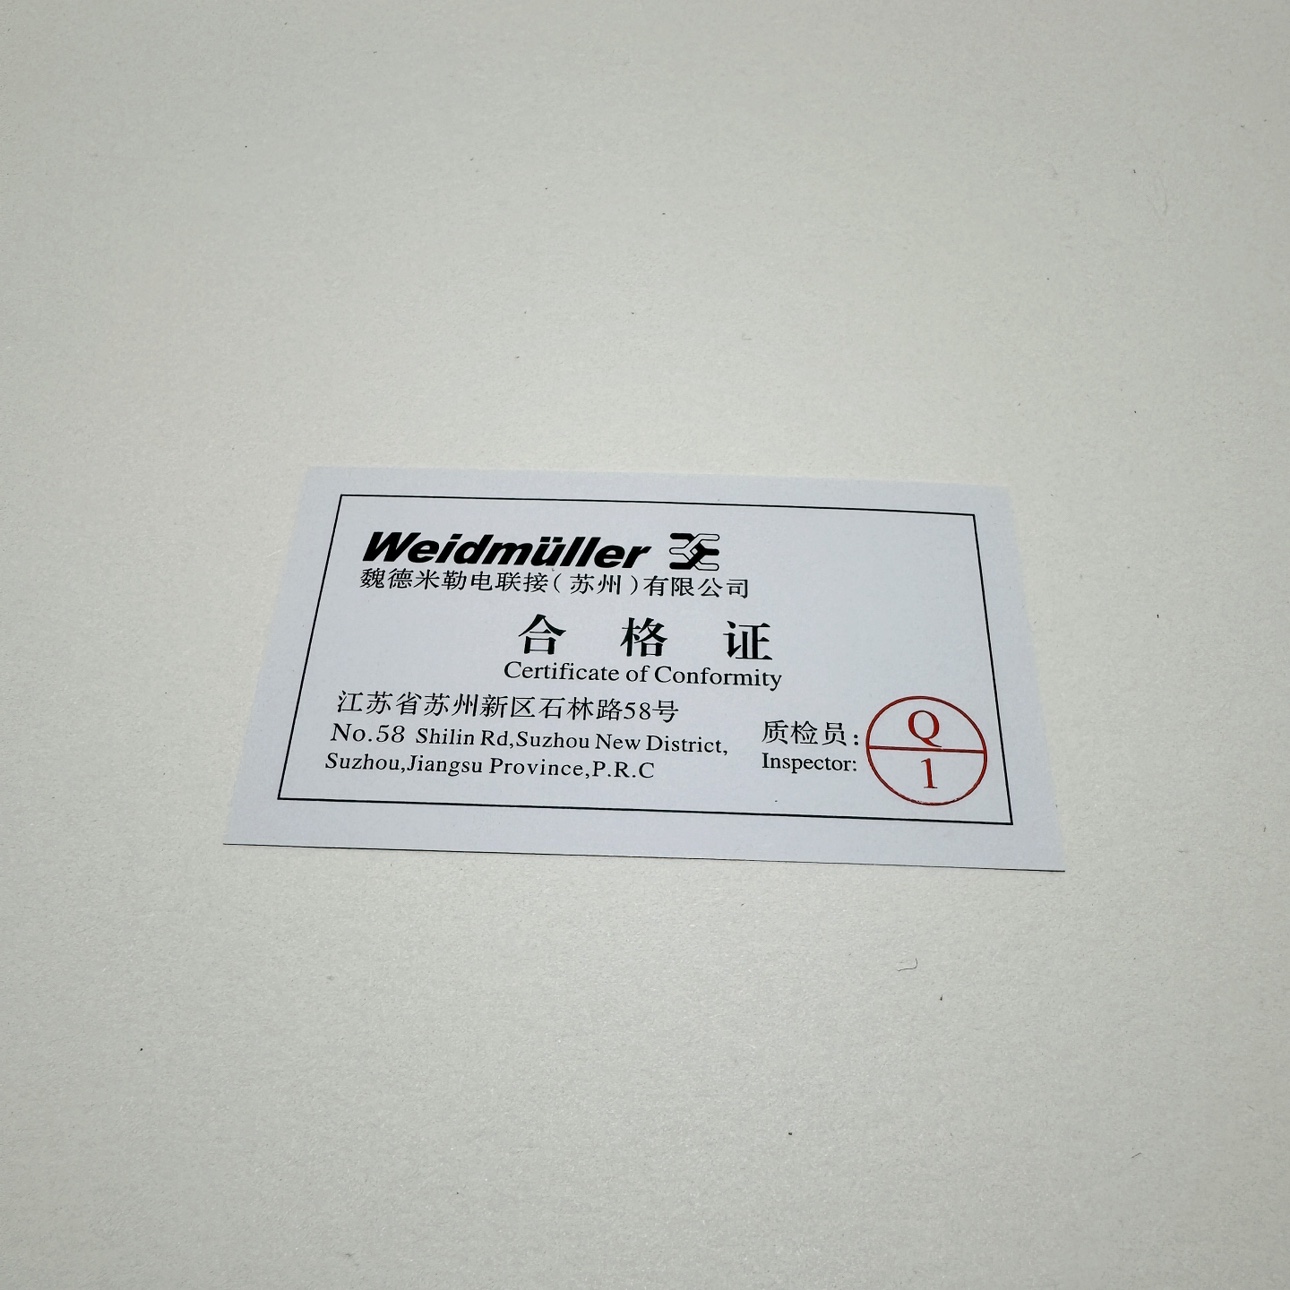 Weidmüller
魏德米勒电联接(苏州)有限公司
合格证
Certificate of Conformity
江苏省苏州新区石林路58号
No.58 Shilin Rd,Suzhou New District,
Suzhou,Jiangsu Province,P.R.C
质检员:
Inspector:
Q
1